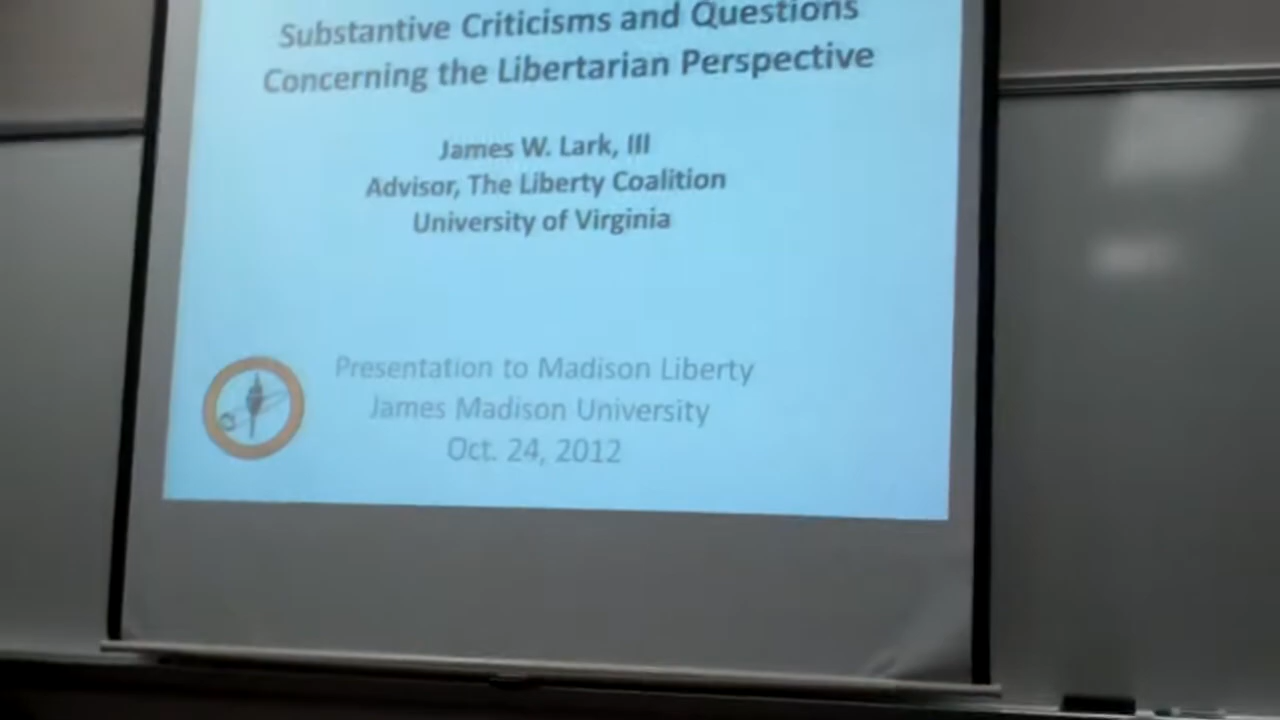 Substantive Criticisms and Questions
Concerning the Libertarian Perspective
James W. Lark, III
Advisor, The Liberty Coalition
University of Virginia
Presentation to Madison Liberty
James Madison University
Oct. 24, 2012